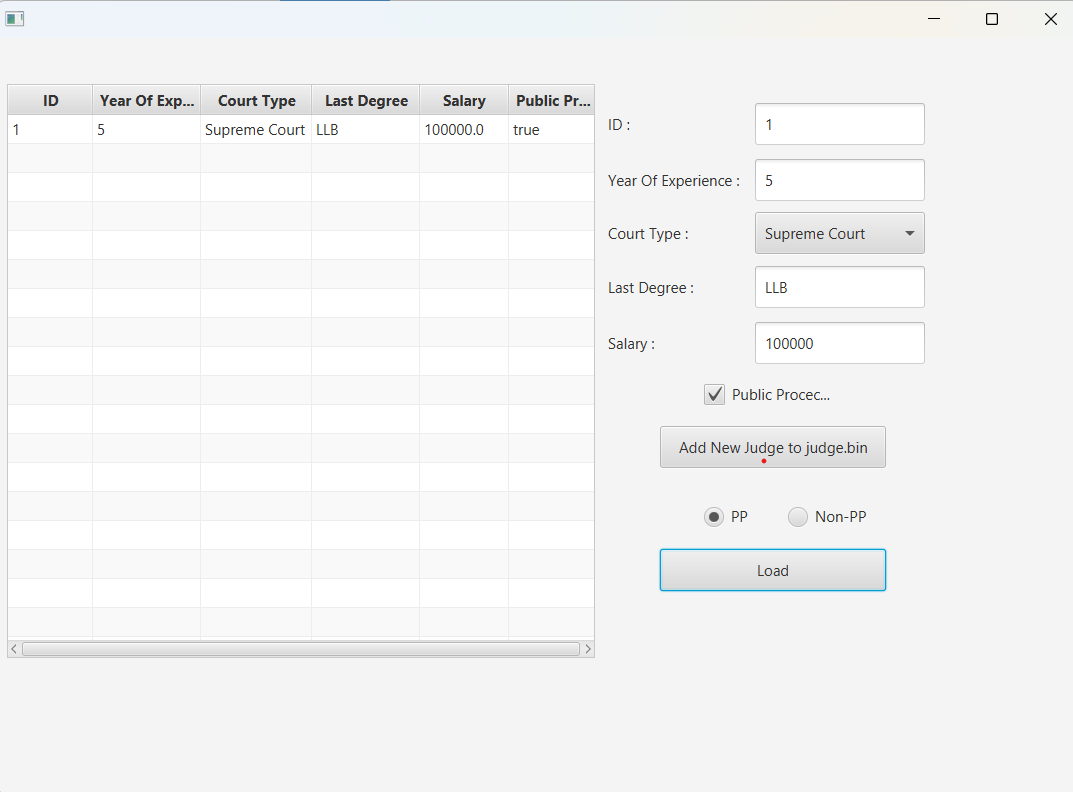 ID Year Of Exp... Court Type Last Degree Salary Public Pr...
1 5 Supreme Court LLB 100000.0 true
ID : 1
Year Of Experience : 5
Court Type : Supreme Court
Last Degree : LLB
Salary : 100000
Public Procec...
Add New Judge to judge.bin
PP Non-PP
Load